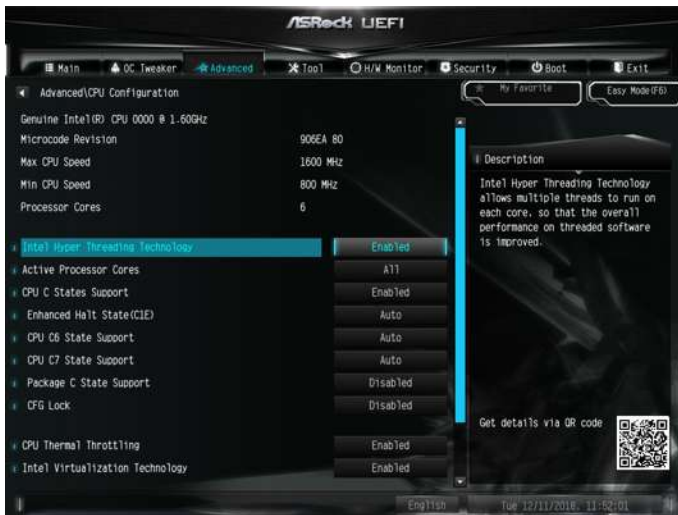 ASRock UEFI
Main OC Tweaker Advanced Tool H/W Monitor Security Boot Exit
Advanced\CPU Configuration
My Favorite Easy Mode(F6)
Genuine Intel(R) CPU 0000 @ 1.60GHz
Microcode Revision 906EA 80
Max CPU Speed 1600 MHz
Min CPU Speed 800 MHz
Processor Cores 6
Intel Hyper Threading Technology Enabled
Active Processor Cores All
CPU C States Support Enabled
Enhanced Halt State(C1E) Auto
CPU C6 State Support Auto
CPU C7 State Support Auto
Package C State Support Disabled
CFG Lock Disabled
CPU Thermal Throttling Enabled
Intel Virtualization Technology Enabled
Description
Intel Hyper Threading Technology
allows multiple threads to run on
each core, so that the overall
performance on threaded software
is improved.
Get details via QR code
English Tue 12/11/2018, 11:52:01